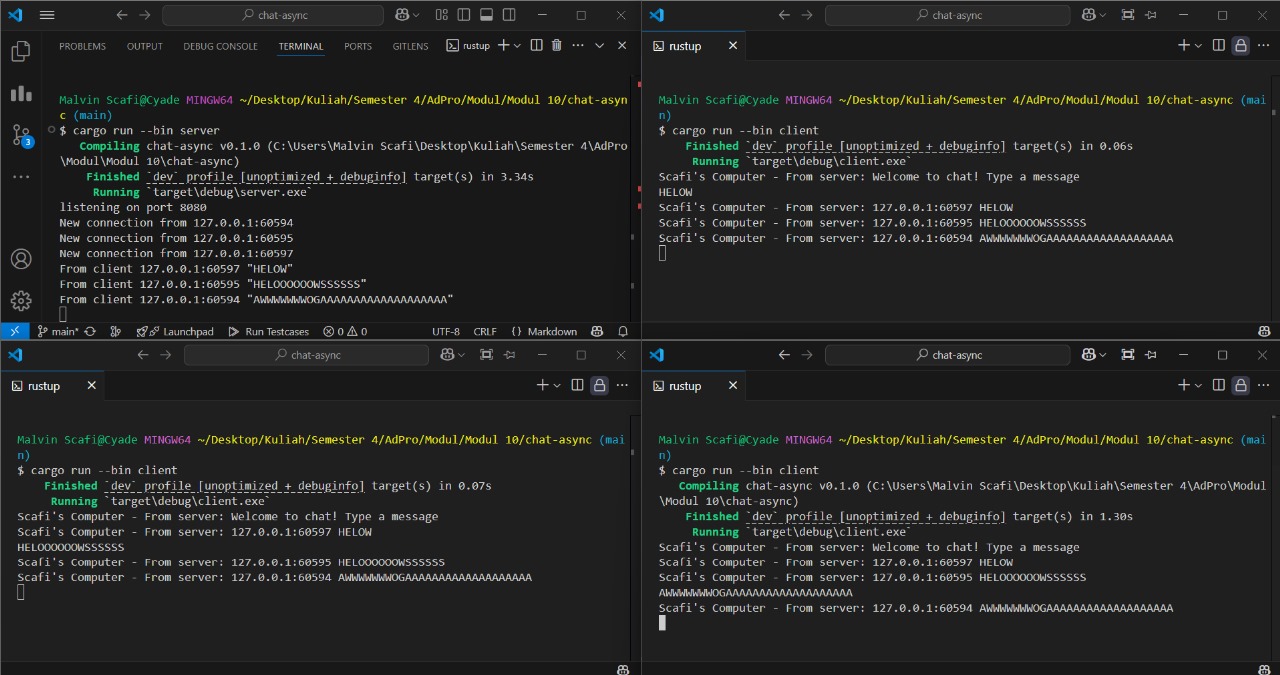 chat-async
PROBLEMS OUTPUT DEBUG CONSOLE TERMINAL PORTS GITLENS rustup
Malvin Scafi@Cyade MINGW64 ~/Desktop/Kuliah/Semester 4/AdPro/Modul/Modul 10/chat-asyn
c (main)
$ cargo run --bin server
Compiling chat-async v0.1.0 (C:\Users\Malvin Scafi\Desktop\Kuliah\Semester 4\AdPro
\Modul\Modul 10\chat-async)
Finished `dev` profile [unoptimized + debuginfo] target(s) in 3.34s
Running `target\debug\server.exe`
listening on port 8080
New connection from 127.0.0.1:60594
New connection from 127.0.0.1:60595
New connection from 127.0.0.1:60597
From client 127.0.0.1:60597 "HELOW"
From client 127.0.0.1:60595 "HELOOOOOOWSSSSSS"
From client 127.0.0.1:60594 "AWWWWWWWOGAAAAAAAAAAAAAAAAAAA"
3
main* Launchpad Run Testcases 0 0 UTF-8 CRLF {} Markdown
chat-async
rustup
Malvin Scafi@Cyade MINGW64 ~/Desktop/Kuliah/Semester 4/AdPro/Modul/Modul 10/chat-async (mai
n)
$ cargo run --bin client
Finished `dev` profile [unoptimized + debuginfo] target(s) in 0.06s
Running `target\debug\client.exe`
Scafi's Computer - From server: Welcome to chat! Type a message
HELOW
Scafi's Computer - From server: 127.0.0.1:60597 HELOW
Scafi's Computer - From server: 127.0.0.1:60595 HELOOOOOOWSSSSSS
Scafi's Computer - From server: 127.0.0.1:60594 AWWWWWWWOGAAAAAAAAAAAAAAAAAAA
chat-async
rustup
Malvin Scafi@Cyade MINGW64 ~/Desktop/Kuliah/Semester 4/AdPro/Modul/Modul 10/chat-async (mai
n)
$ cargo run --bin client
Finished `dev` profile [unoptimized + debuginfo] target(s) in 0.07s
Running `target\debug\client.exe`
Scafi's Computer - From server: Welcome to chat! Type a message
Scafi's Computer - From server: 127.0.0.1:60597 HELOW
HELOOOOOOWSSSSSS
Scafi's Computer - From server: 127.0.0.1:60595 HELOOOOOOWSSSSSS
Scafi's Computer - From server: 127.0.0.1:60594 AWWWWWWWOGAAAAAAAAAAAAAAAAAAA
chat-async
rustup
Malvin Scafi@Cyade MINGW64 ~/Desktop/Kuliah/Semester 4/AdPro/Modul/Modul 10/chat-async (mai
n)
$ cargo run --bin client
Compiling chat-async v0.1.0 (C:\Users\Malvin Scafi\Desktop\Kuliah\Semester 4\AdPro\Modul
\Modul 10\chat-async)
Finished `dev` profile [unoptimized + debuginfo] target(s) in 1.30s
Running `target\debug\client.exe`
Scafi's Computer - From server: Welcome to chat! Type a message
Scafi's Computer - From server: 127.0.0.1:60597 HELOW
Scafi's Computer - From server: 127.0.0.1:60595 HELOOOOOOWSSSSSS
AWWWWWWWOGAAAAAAAAAAAAAAAAAAA
Scafi's Computer - From server: 127.0.0.1:60594 AWWWWWWWOGAAAAAAAAAAAAAAAAAAA